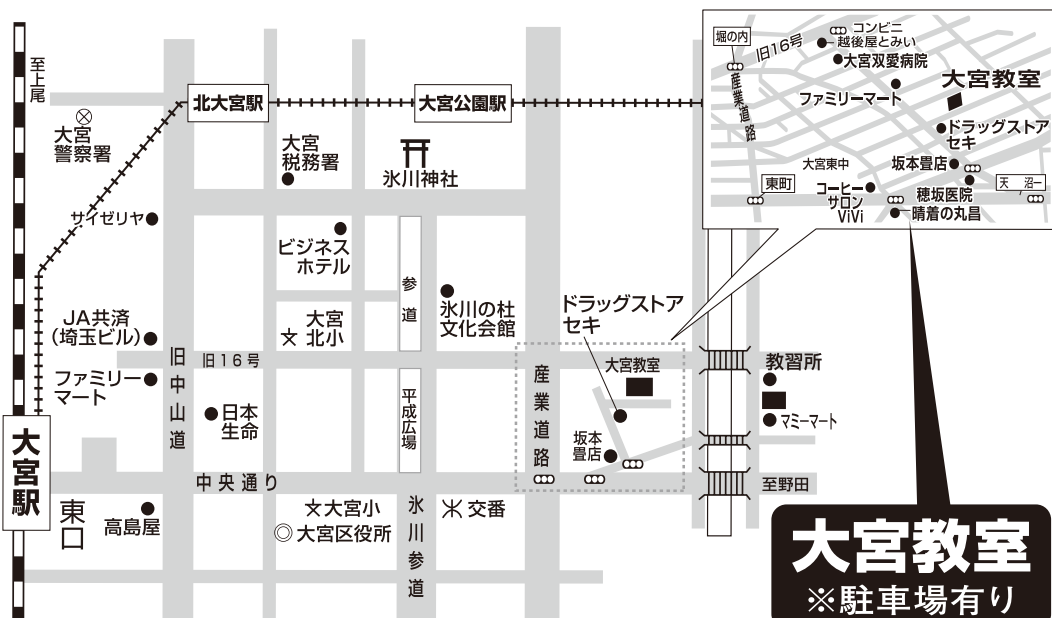 至上尾
大宮
警察署
北大宮駅
大宮公園駅
大宮
税務署
氷川神社
サイゼリヤ
ビジネス
ホテル
参道
氷川の杜
文化会館
大宮
北小
JA共済
(埼玉ビル)
旧16号
旧中山道
ファミリー
マート
日本
生命
平成広場
産業道路
ドラッグストア
セキ
大宮教室
坂本
畳店
教習所
マミーマート
至野田
中央通り
大宮駅
東口
高島屋
大宮小
大宮区役所
氷川参道
交番
堀の内
旧16号
コンビニ
越後屋とみい
大宮双愛病院
産業道路
ファミリーマート
大宮教室
ドラッグストア
セキ
大宮東中
坂本畳店
東町
コーヒー
サロン
ViVi
穂坂医院
天沼一
晴着の丸昌
大宮教室
※駐車場有り